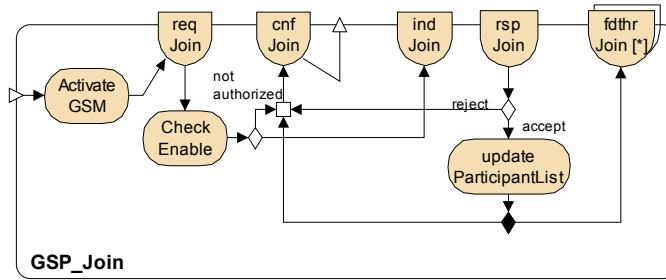 req
Join
cnf
Join
ind
Join
rsp
Join
fdthr
Join [*]
Activate
GSM
not
authorized
Check
Enable
reject
accept
update
ParticipantList
GSP_Join